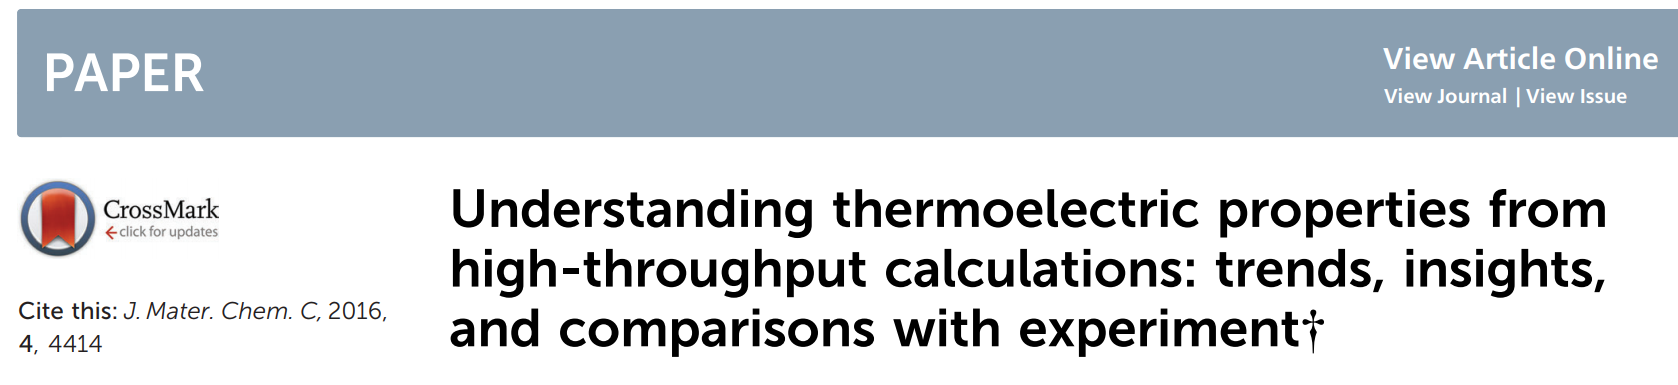 PAPER
View Article Online
View Journal | View Issue
CrossMark
click for updates
Cite this: J. Mater. Chem. C, 2016,
4, 4414
Understanding thermoelectric properties from
high-throughput calculations: trends, insights,
and comparisons with experiment†